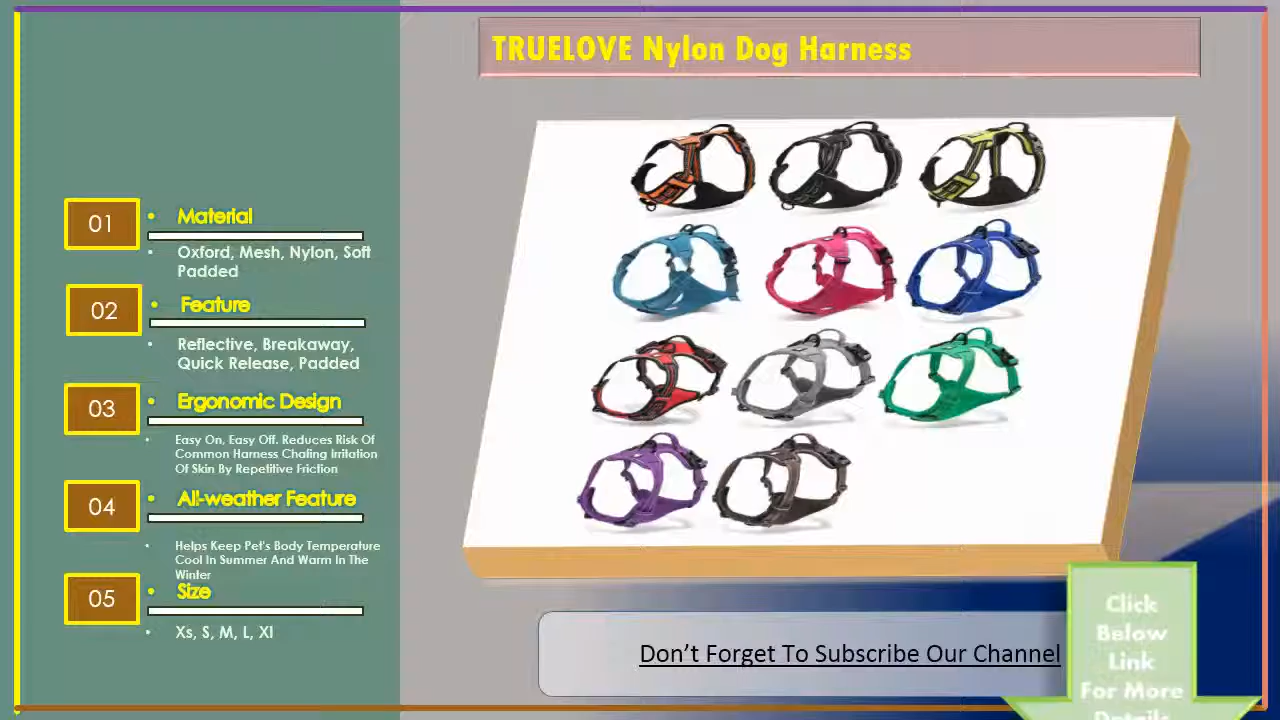 TRUELOVE Nylon Dog Harness
01
• Material
• Oxford, Mesh, Nylon, Soft
Padded
02
• Feature
• Reflective, Breakaway,
Quick Release, Padded
03
• Ergonomic Design
• Easy On, Easy Off. Reduces Risk Of
Common Harness Chafing Irritation
Of Skin By Repetitive Friction
04
• All-weather Feature
• Helps Keep Pet's Body Temperature
Cool In Summer And Warm In The
Winter
05
• Size
• Xs, S, M, L, Xl
Don't Forget To Subscribe Our Channel
Click
Below
Link
For More
Details